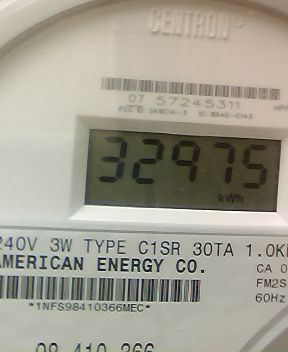 CENTRON®
07 57245311
32975
kWh
240V 3W TYPE C1SR 30TA 1.0K
AMERICAN ENERGY CO.
CA 0
FM2S
60Hz
*1NFS98410366MEC*
98 410 366